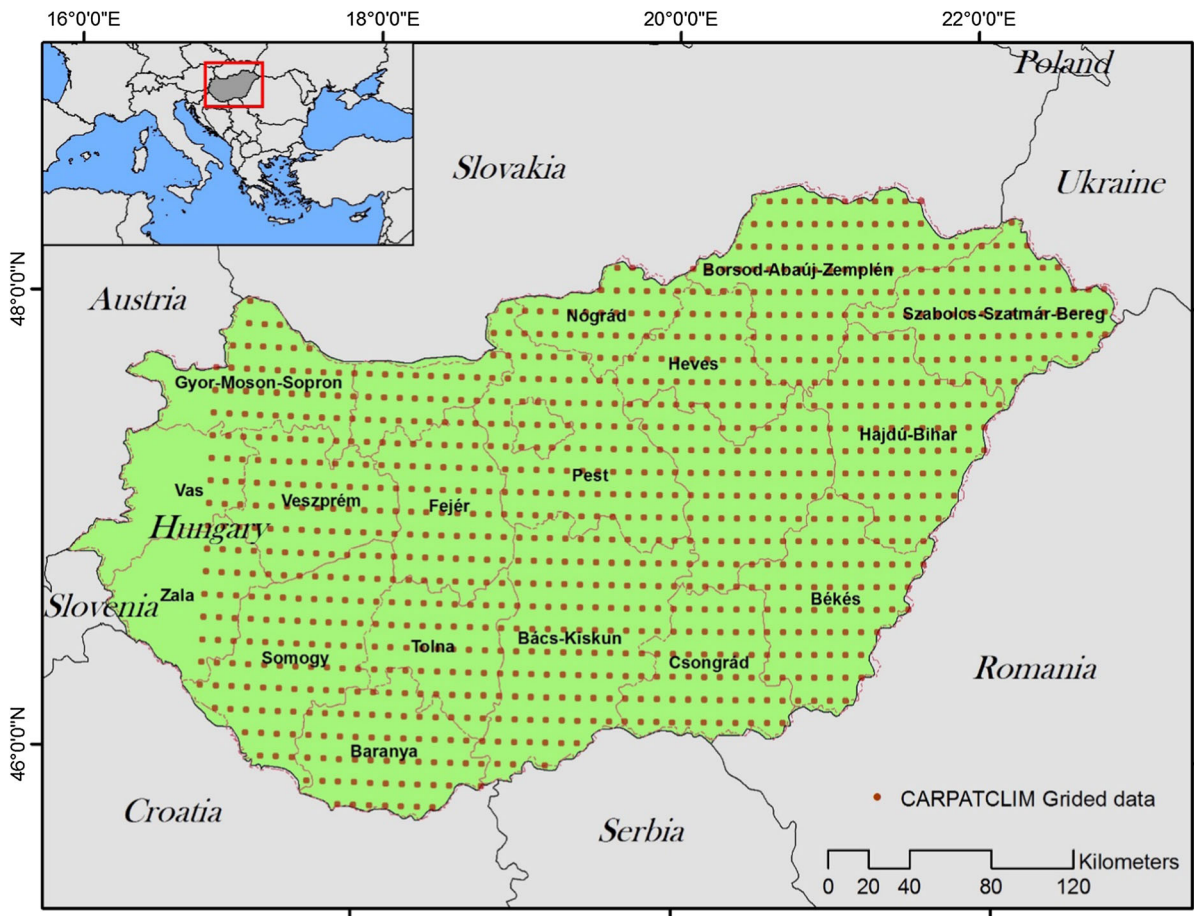 16°0'0"E 18°0'0"E 20°0'0"E 22°0'0"E
Poland
Slovakia
Ukraine
Borsod-Abaúj-Zemplén
48°0'0"N
Austria
Nógrád
Szabolcs-Szatmár-Bereg
Heves
Gyor-Moson-Sopron
Hajdú-Bihar
Pest
Vas
Veszprém
Fejér
Hungary
Zala
Slovenia
Békés
Bács-Kiskun
Tolna
Somogy
Csongrád
Romania
46°0'0"N
Baranya
CARPATCLIM Grided data
Croatia
Serbia
Kilometers
0 20 40 80 120